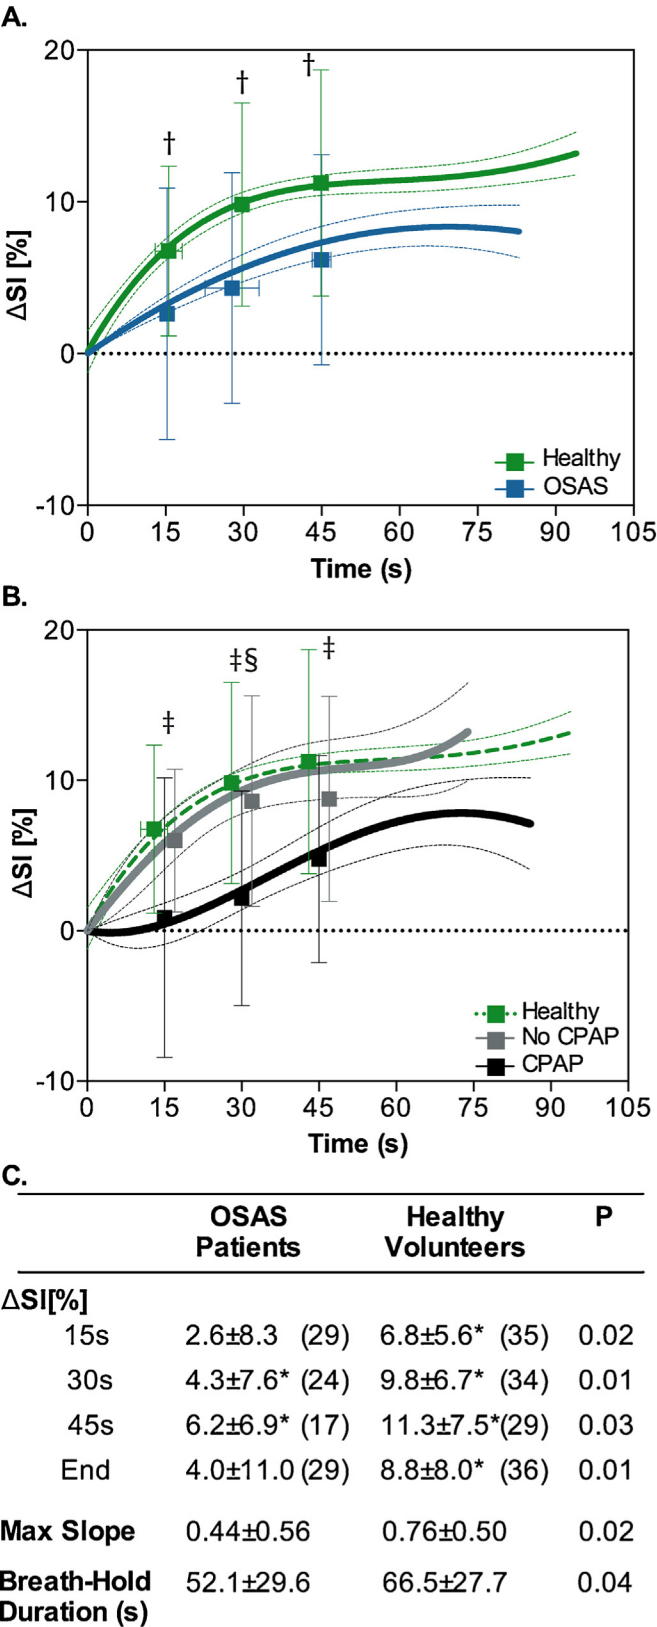 A.
20
†
†
†
10
ΔSI [%]
0
Healthy
OSAS
-10
0 15 30 45 60 75 90 105
Time (s)
B.
20
‡
‡§
‡
10
ΔSI [%]
0
Healthy
No CPAP
CPAP
-10
0 15 30 45 60 75 90 105
Time (s)
C.
OSAS Healthy P
Patients Volunteers
ΔSI[%]
15s 2.6±8.3 (29) 6.8±5.6* (35) 0.02
30s 4.3±7.6* (24) 9.8±6.7* (34) 0.01
45s 6.2±6.9* (17) 11.3±7.5*(29) 0.03
End 4.0±11.0 (29) 8.8±8.0* (36) 0.01
Max Slope 0.44±0.56 0.76±0.50 0.02
Breath-Hold 52.1±29.6 66.5±27.7 0.04
Duration (s)